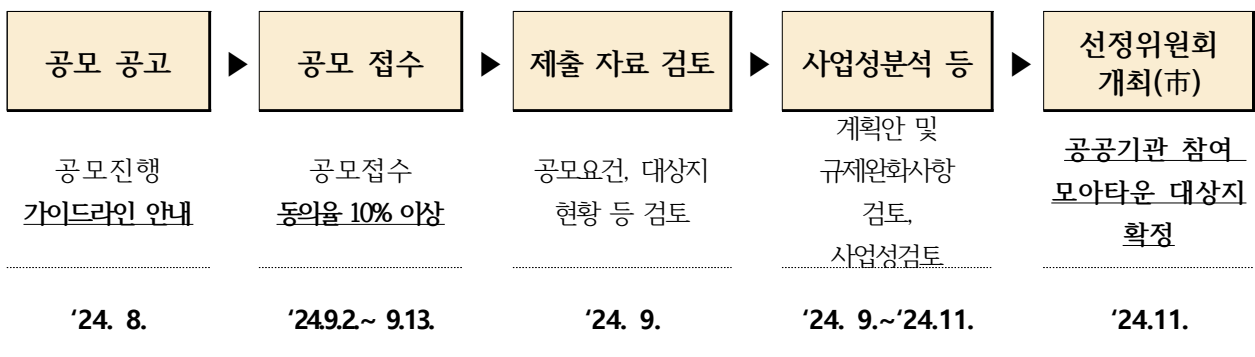 공모 공고 ▶ 공모 접수 ▶ 제출 자료 검토 ▶ 사업성분석 등 ▶ 선정위원회
개최(市)
공모진행
가이드라인 안내
공모접수
동의율 10% 이상
공모요건, 대상지
현황 등 검토
계획안 및
규제완화사항
검토,
사업성검토
공공기관 참여
모아타운 대상지
확정
‘24. 8.
‘24.9.2.~ 9.13.
‘24. 9.
‘24. 9.~‘24.11.
‘24.11.